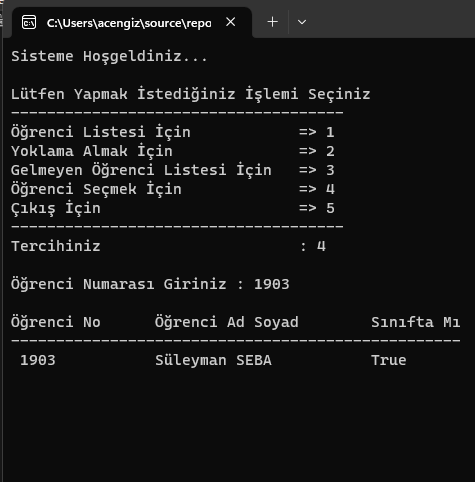 C:\Users\acengiz\source\repo
Sisteme Hoşgeldiniz...
Lütfen Yapmak İstediğiniz İşlemi Seçiniz
-------------------------------------
Öğrenci Listesi İçin            => 1
Yoklama Almak İçin              => 2
Gelmeyen Öğrenci Listesi İçin   => 3
Öğrenci Seçmek İçin             => 4
Çıkış İçin                      => 5
-------------------------------------
Tercihiniz                      : 4
Öğrenci Numarası Giriniz : 1903
Öğrenci No      Öğrenci Ad Soyad        Sınıfta Mı
--------------------------------------------------
1903           Süleyman SEBA           True